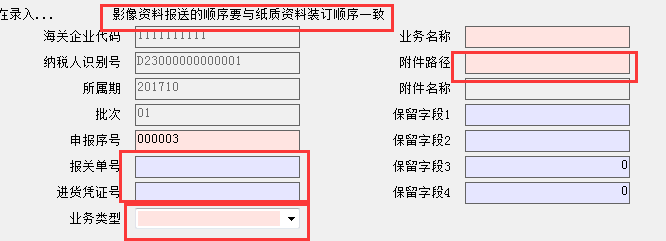 在录入... 影像资料报送的顺序要与纸质资料装订顺序一致
海关企业代码 1111111111 业务名称
纳税人识别号 D23000000000001 附件路径
所属期 201710 附件名称
批次 01 保留字段1
申报序号 000003 保留字段2
报关单号 保留字段3 0
进货凭证号 保留字段4 0
业务类型